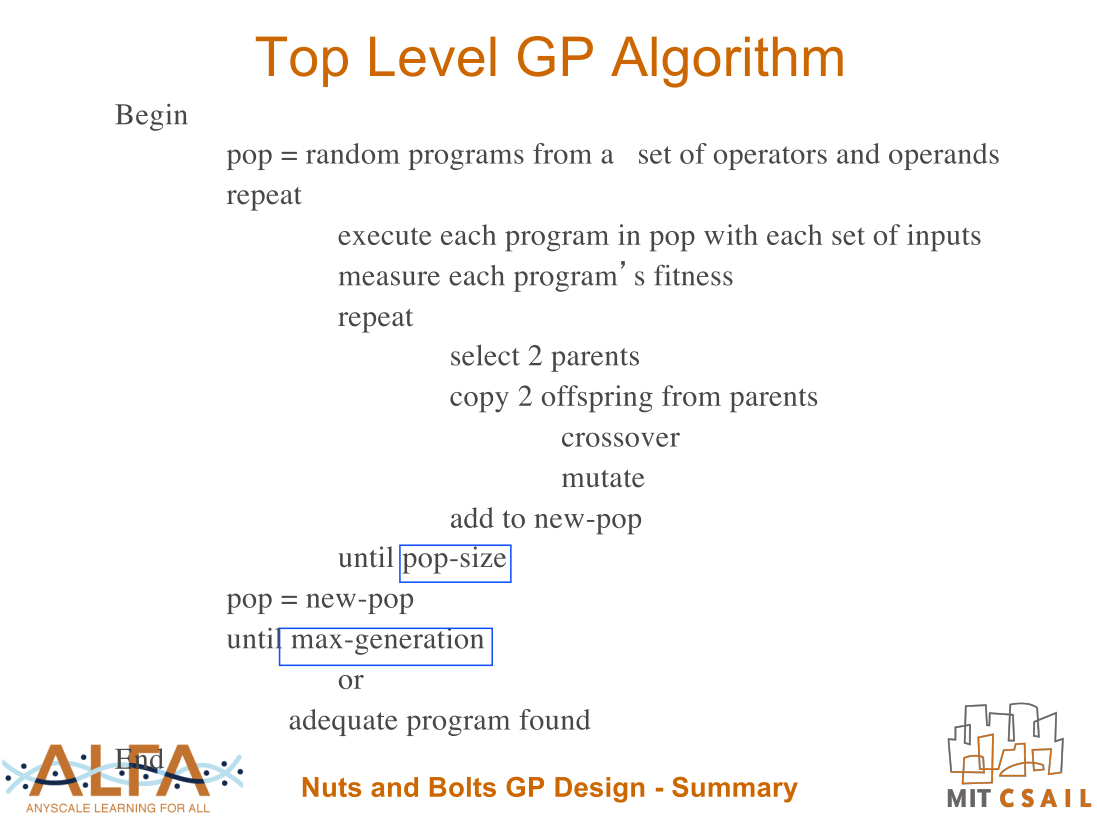 Top Level GP Algorithm
Begin
pop = random programs from a set of operators and operands
repeat
execute each program in pop with each set of inputs
measure each program’s fitness
repeat
select 2 parents
copy 2 offspring from parents
crossover
mutate
add to new-pop
until pop-size
pop = new-pop
until max-generation
or
adequate program found
End
ALFA
ANYSCALE LEARNING FOR ALL
Nuts and Bolts GP Design - Summary
MIT CSAIL